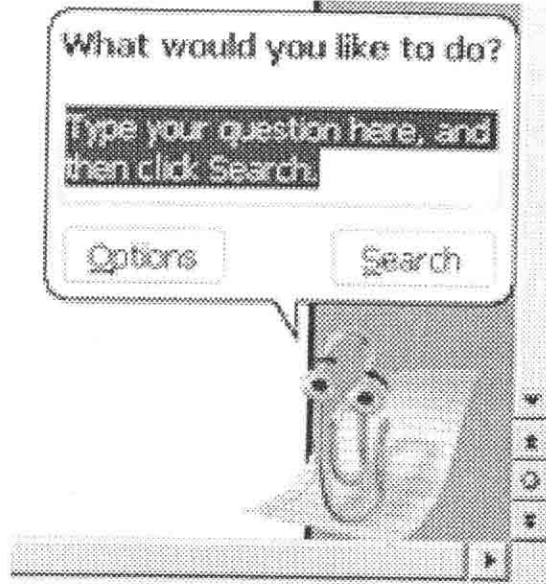 What would you like to do?
Type your question here, and
then click Search.
Options
Search